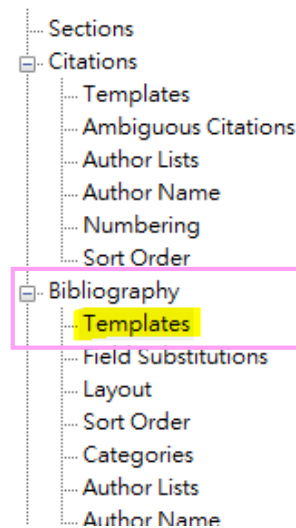 Sections
Citations
Templates
Ambiguous Citations
Author Lists
Author Name
Numbering
Sort Order
Bibliography
Templates
Field Substitutions
Layout
Sort Order
Categories
Author Lists
Author Name